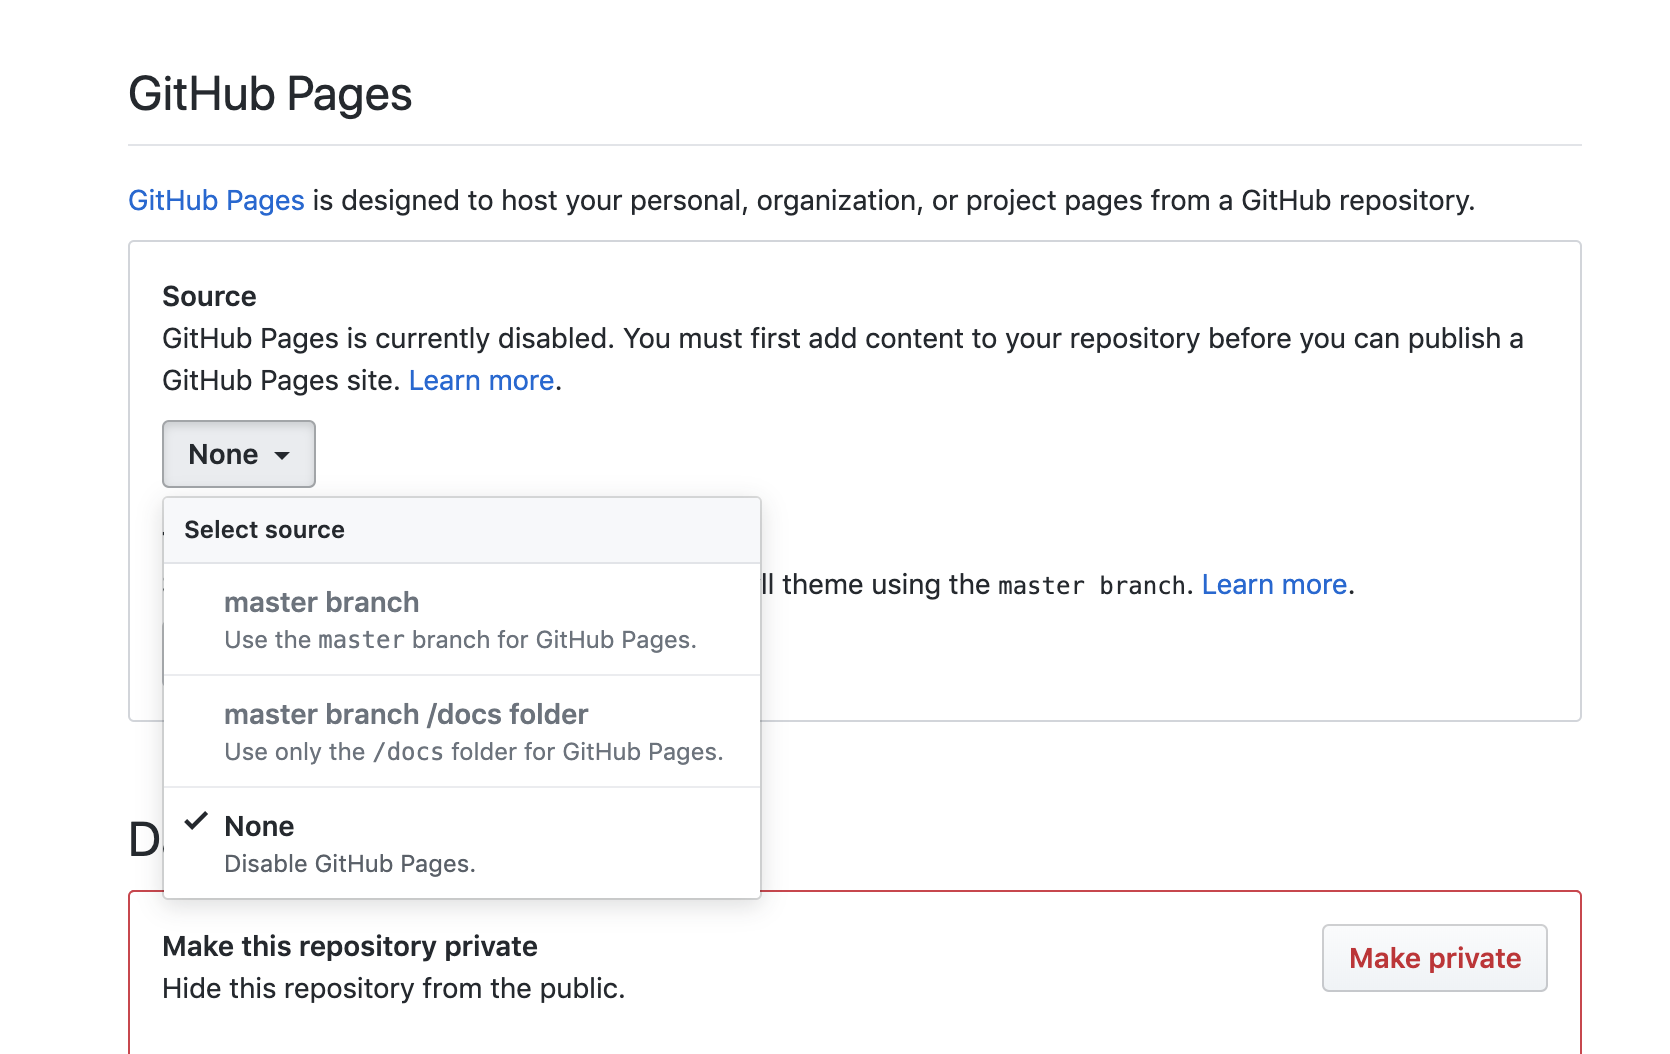 GitHub Pages
GitHub Pages is designed to host your personal, organization, or project pages from a GitHub repository.
Source
GitHub Pages is currently disabled. You must first add content to your repository before you can publish a
GitHub Pages site. Learn more.
None
Select source
master branch
Use the master branch for GitHub Pages.
ll theme using the master branch. Learn more.
master branch /docs folder
Use only the /docs folder for GitHub Pages.
None
Disable GitHub Pages.
D
Make this repository private
Hide this repository from the public.
Make private